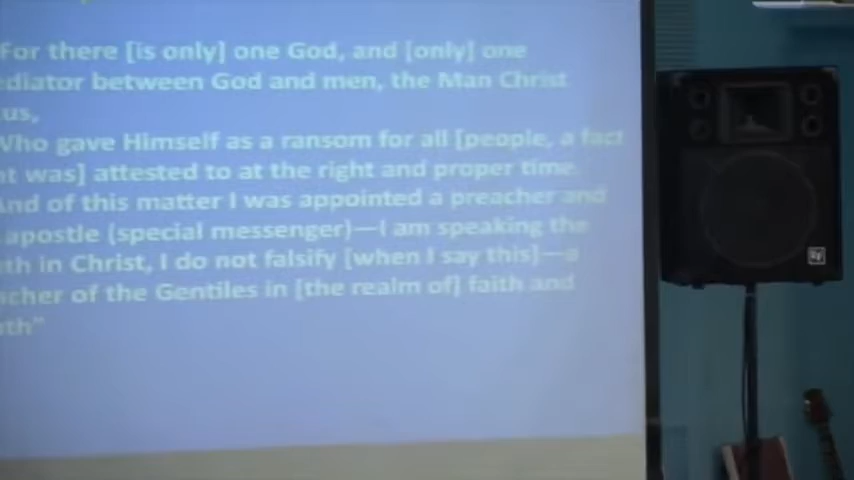 For there [is only] one God, and [only] one
ediator between God and men, the Man Christ
us,
Who gave Himself as a ransom for all [people, a fact
at was] attested to at the right and proper time.
And of this matter I was appointed a preacher and
apostle (special messenger)—I am speaking the
th in Christ, I do not falsify [when I say this]—a
cher of the Gentiles in [the realm of] faith and
th"
EV